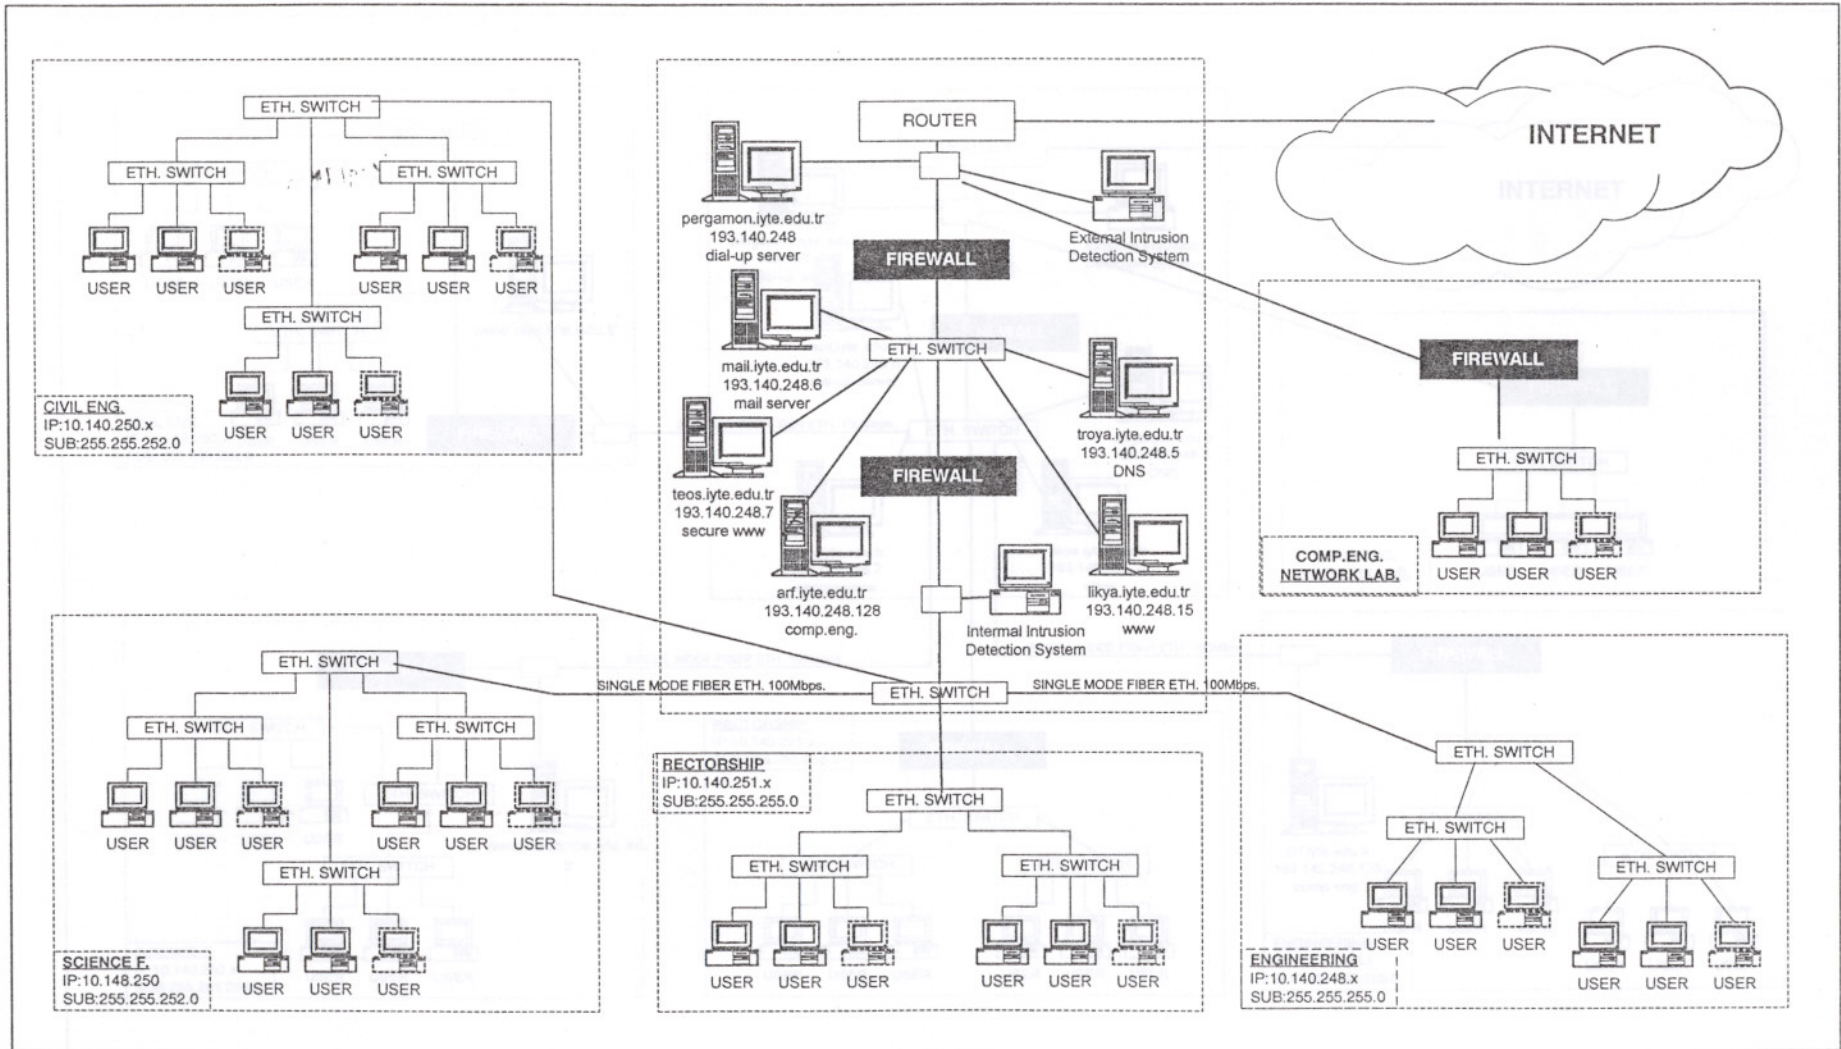 ETH. SWITCH
ETH. SWITCH
ETH. SWITCH
USER
USER
USER
USER
USER
USER
ETH. SWITCH
USER
USER
USER
CIVIL ENG.
IP:10.140.250.x
SUB:255.255.252.0
ROUTER
pergamon.iyte.edu.tr
193.140.248
dial-up server
External Intrusion
Detection System
FIREWALL
mail.iyte.edu.tr
193.140.248.6
mail server
ETH. SWITCH
teos.iyte.edu.tr
193.140.248.7
secure www
troya.iyte.edu.tr
193.140.248.5
DNS
FIREWALL
arf.iyte.edu.tr
193.140.248.128
comp.eng.
Intermal Intrusion
Detection System
likya.iyte.edu.tr
193.140.248.15
www
ETH. SWITCH
INTERNET
INTERNET
FIREWALL
ETH. SWITCH
USER
USER
USER
COMP.ENG.
NETWORK LAB.
SINGLE MODE FIBER ETH. 100Mbps.
SINGLE MODE FIBER ETH. 100Mbps.
ETH. SWITCH
ETH. SWITCH
ETH. SWITCH
USER
USER
USER
USER
USER
USER
ETH. SWITCH
USER
USER
USER
SCIENCE F.
IP:10.148.250
SUB:255.255.252.0
RECTORSHIP
IP:10.140.251.x
SUB:255.255.255.0
ETH. SWITCH
ETH. SWITCH
ETH. SWITCH
USER
USER
USER
USER
USER
USER
ETH. SWITCH
ETH. SWITCH
ETH. SWITCH
USER
USER
USER
USER
USER
USER
ENGINEERING
IP:10.140.248.x
SUB:255.255.255.0